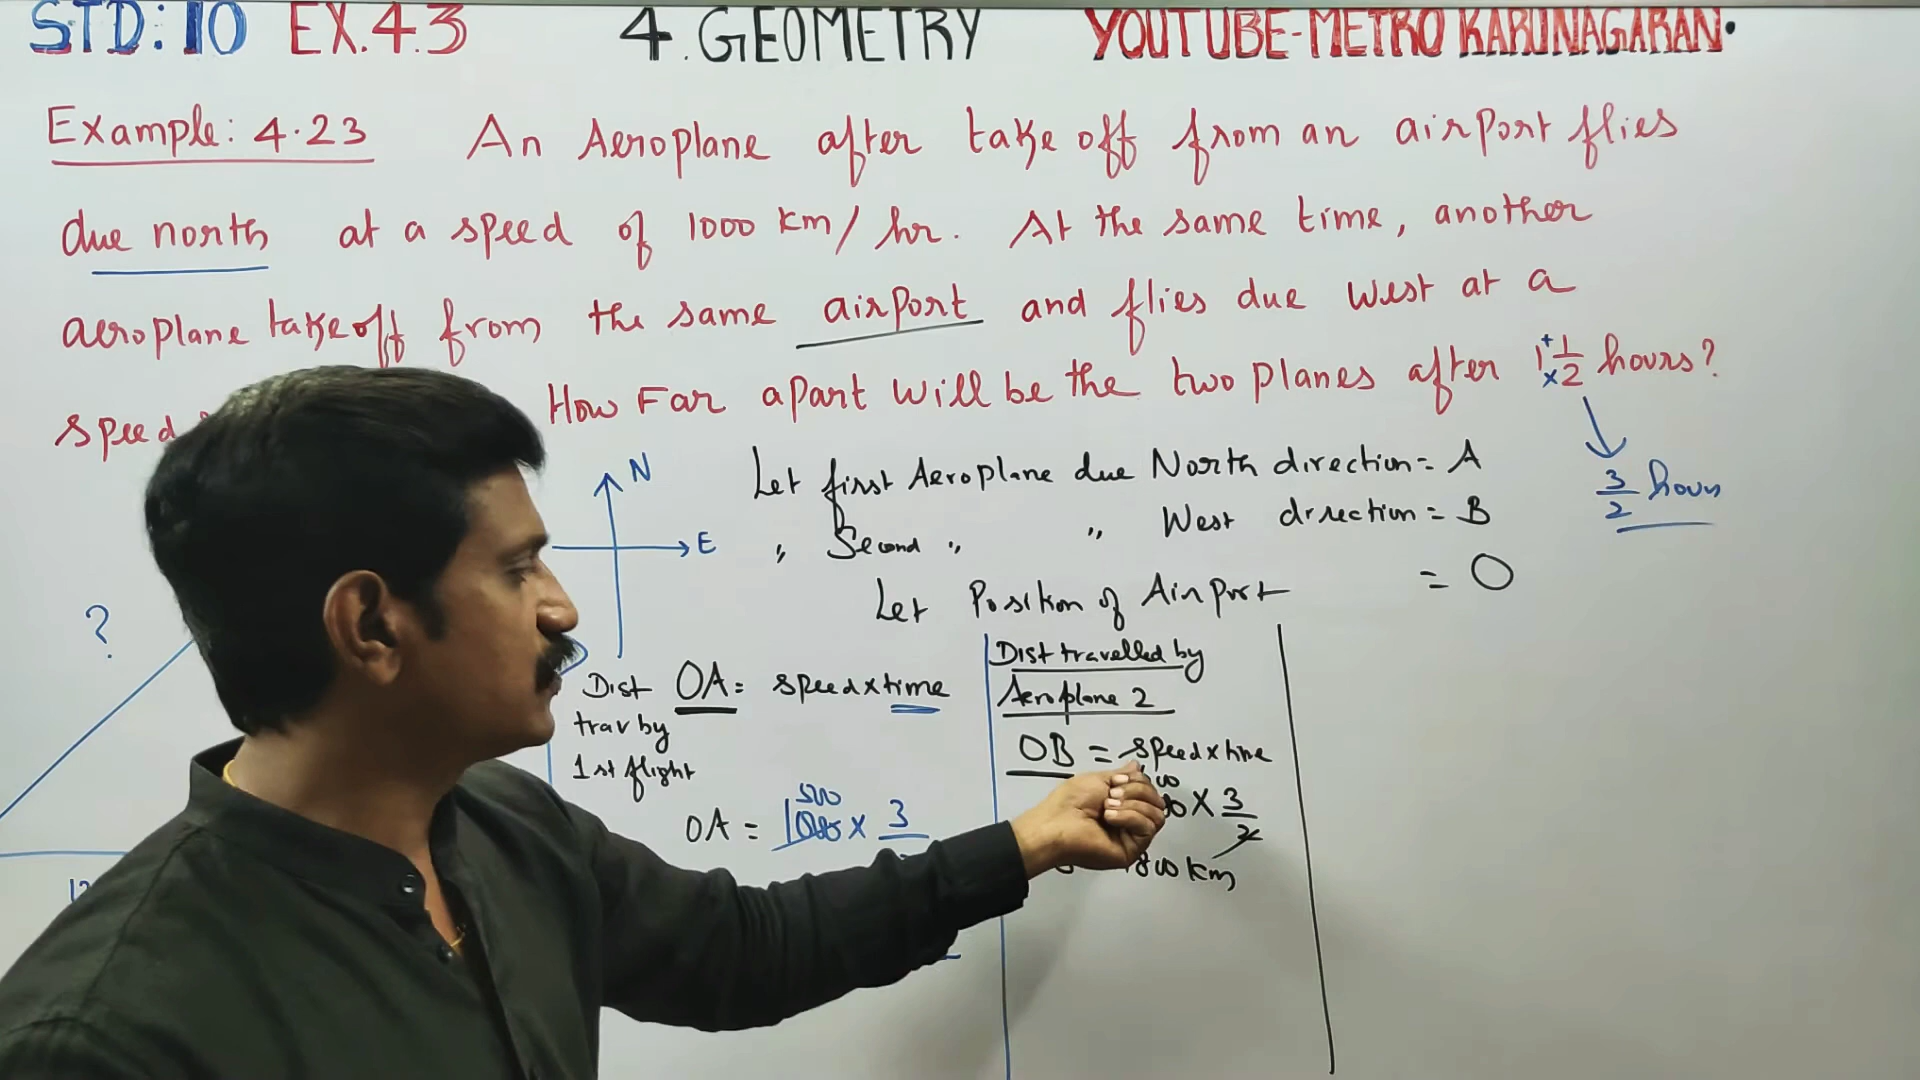 STD: 10 EX.4.3 4. GEOMETRY YOUTUBE-METRO KARUNAGARAN.
Example: 4.23 An Aeroplane after take off from an airport flies
due north at a speed of 1000 km/hr. At the same time, another
aeroplane takeoff from the same airport and flies due west at a
speed
How Far apart will be the two planes after 1 1/2 hours?
+
×
3/2 hours
N
E
Let first Aeroplane due North direction = A
,, Second ,, ,, West direction = B
Let Position of Airport = O
?
Dist OA = speed x time
trav by
1st flight
500
OA = 1000 × 3
Dist travelled by
Aeroplane 2
OB = speed x time
× 3/2
1800 km